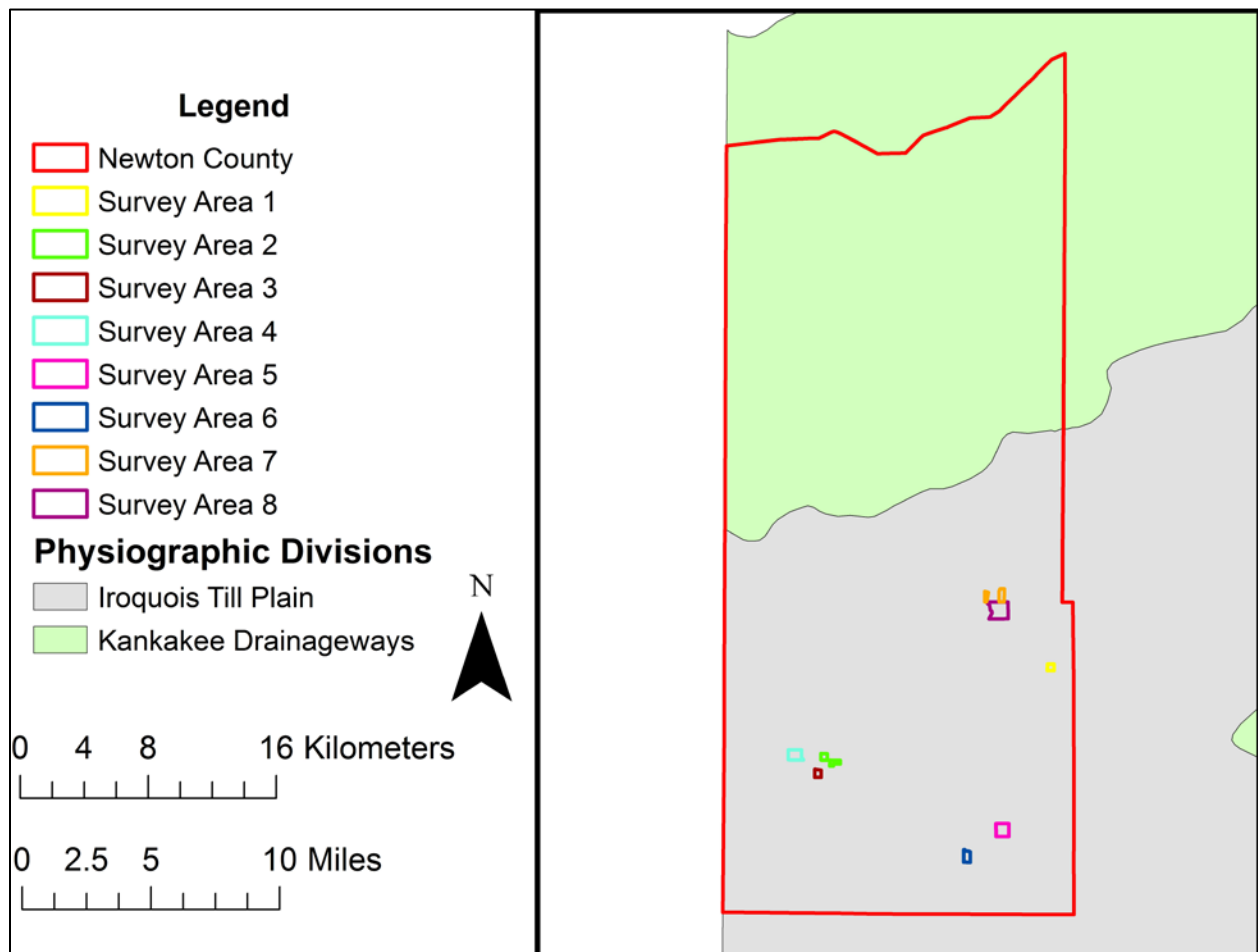 Legend
Newton County
Survey Area 1
Survey Area 2
Survey Area 3
Survey Area 4
Survey Area 5
Survey Area 6
Survey Area 7
Survey Area 8
Physiographic Divisions
Iroquois Till Plain
Kankakee Drainageways
N
0 4 8 16 Kilometers
0 2.5 5 10 Miles